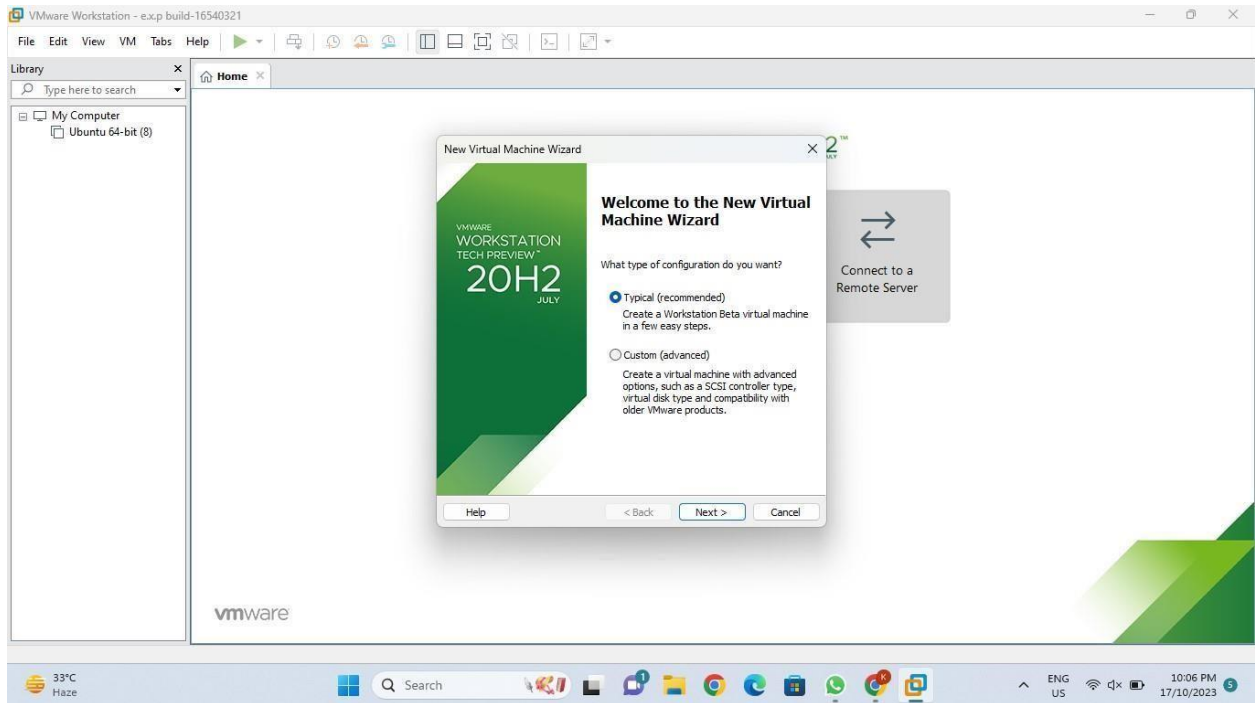 VMware Workstation - e.x.p build-16540321
File Edit View VM Tabs Help
Library
Home
Type here to search
My Computer
Ubuntu 64-bit (8)
New Virtual Machine Wizard
2™
VMWARE
WORKSTATION
TECH PREVIEW™
20H2
JULY
Welcome to the New Virtual
Machine Wizard
What type of configuration do you want?
Typical (recommended)
Create a Workstation Beta virtual machine
in a few easy steps.
Custom (advanced)
Create a virtual machine with advanced
options, such as a SCSI controller type,
virtual disk type and compatibility with
older VMware products.
Help < Back Next > Cancel
Connect to a
Remote Server
vmware
33°C
Haze
Search
1
K
ENG
US
10:06 PM
17/10/2023
5